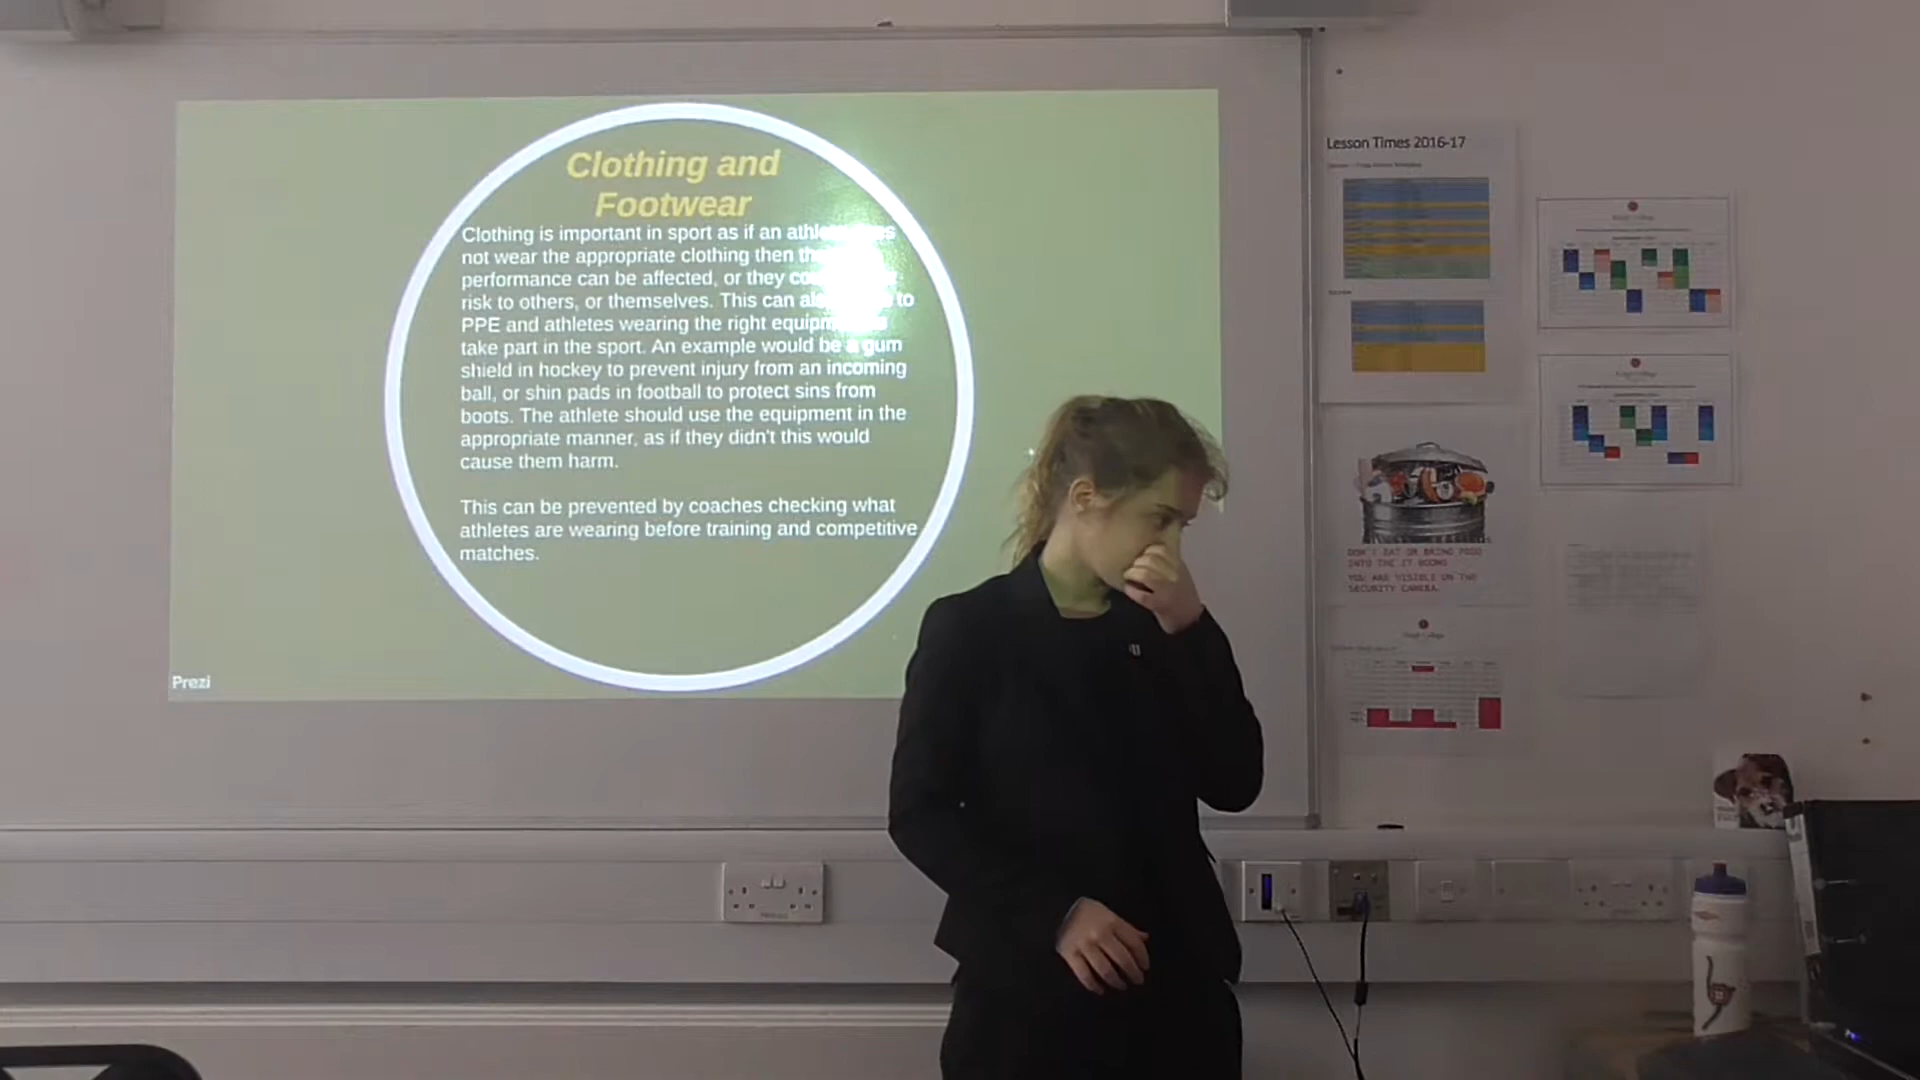 Clothing and
Footwear
Clothing is important in sport as if an
not wear the appropriate clothing then
performance can be affected, or they
risk to others, or themselves. This can to
PPE and athletes wearing the right
take part in the sport. An example would be a gum
shield in hockey to prevent injury from an incoming
ball, or shin pads in football to protect sins from
boots. The athlete should use the equipment in the
appropriate manner, as if they didn't this would
cause them harm.
This can be prevented by coaches checking what
athletes are wearing before training and competitive
matches.
Prezi
Lesson Times 2016-17
DON'T EAT OR BRING FOOD
INTO THE IT ROOMS
YOU ARE VISIBLE ON THE
SECURITY CAMERA.